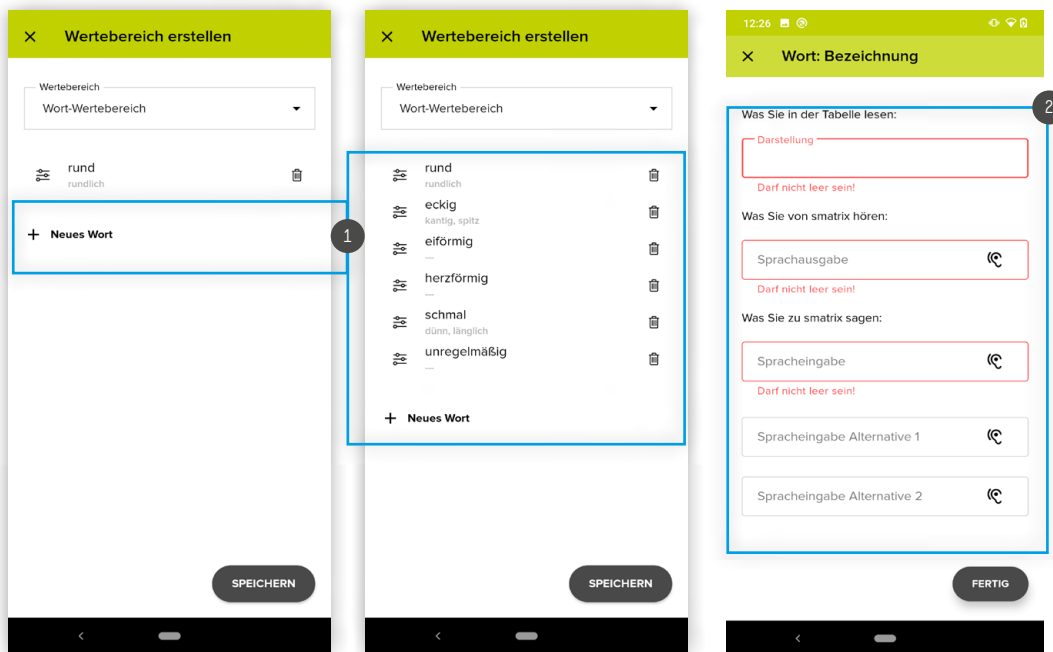 Wertebereich erstellen
Wertebereich
Wort-Wertebereich
rund
rundlich
Neues Wort
1
SPEICHERN
Wertebereich erstellen
Wertebereich
Wort-Wertebereich
rund
rundlich
eckig
kantig, spitz
eiförmig
---
herzförmig
---
schmal
dünn, länglich
unregelmäßig
---
Neues Wort
SPEICHERN
12:26
Wort: Bezeichnung
2
Was Sie in der Tabelle lesen:
Darstellung
Darf nicht leer sein!
Was Sie von smatrix hören:
Sprachausgabe
Darf nicht leer sein!
Was Sie zu smatrix sagen:
Spracheingabe
Darf nicht leer sein!
Spracheingabe Alternative 1
Spracheingabe Alternative 2
FERTIG